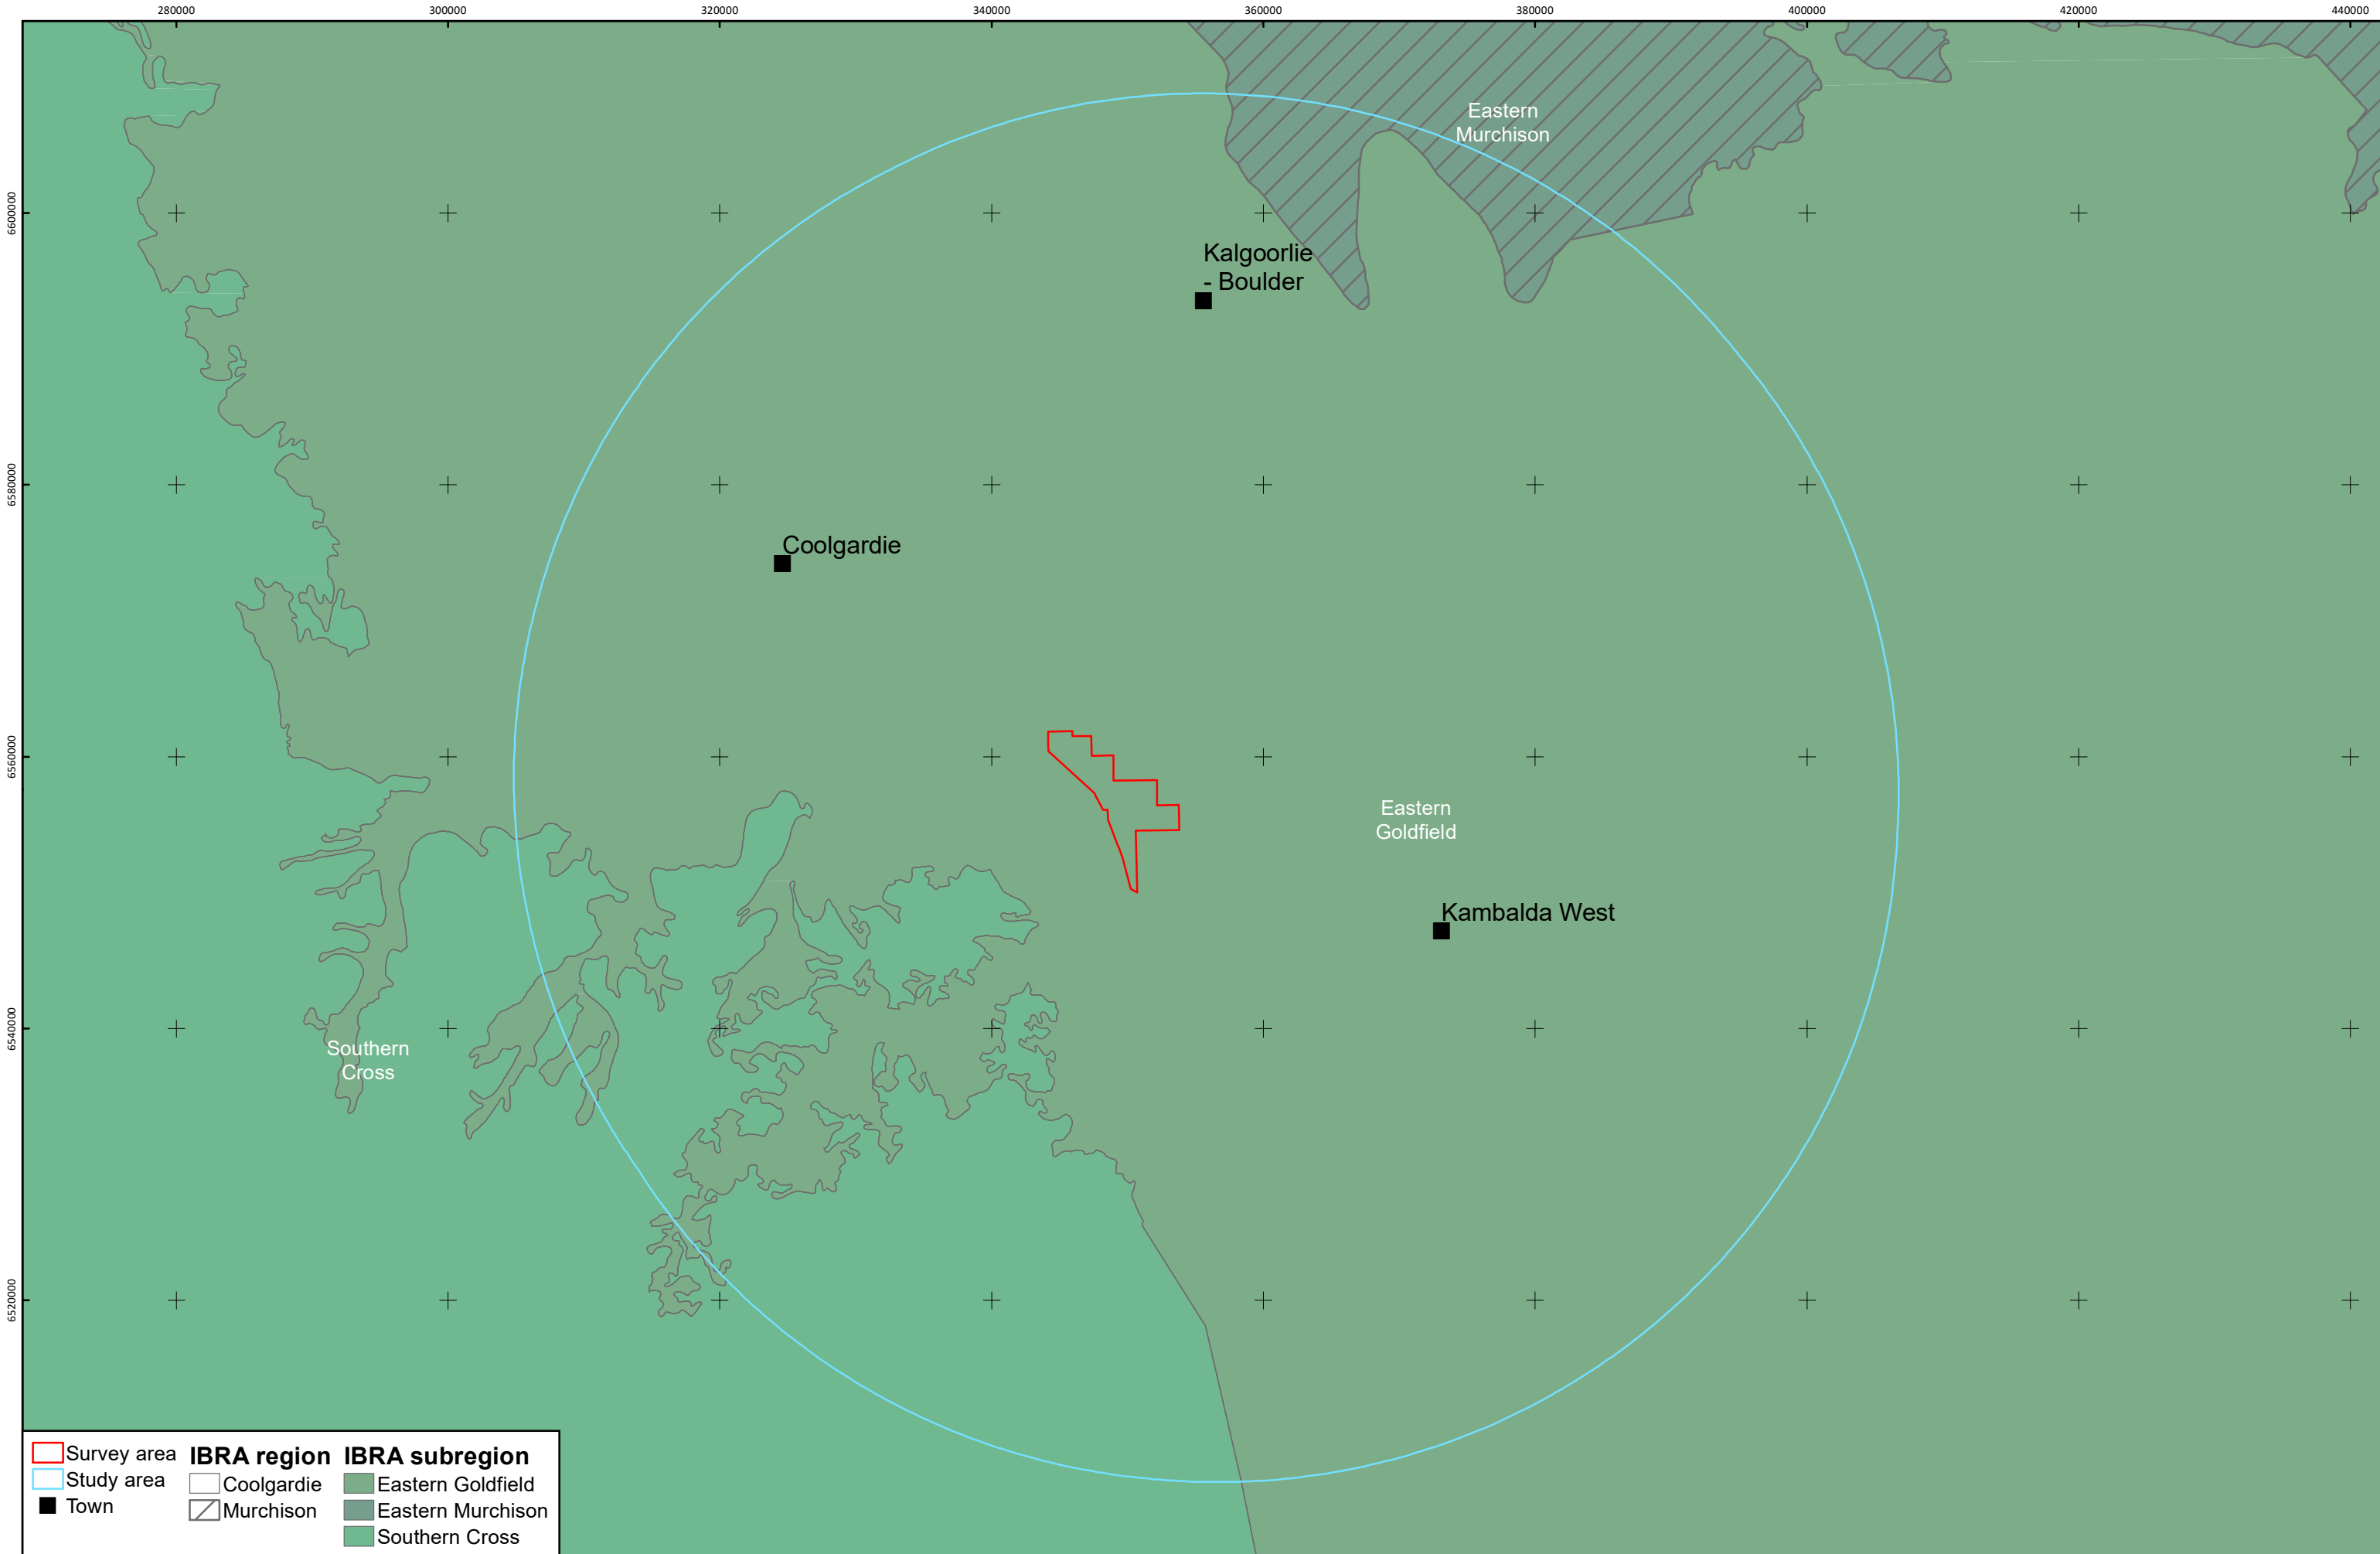 280000 300000 320000 340000 360000 380000 400000 420000 440000
6600000
6580000
6560000
6540000
6520000
Eastern
Murchison
Kalgoorlie
- Boulder
Coolgardie
Eastern
Goldfield
Kambalda West
Southern
Cross
Survey area
Study area
Town
IBRA region
Coolgardie
Murchison
IBRA subregion
Eastern Goldfield
Eastern Murchison
Southern Cross